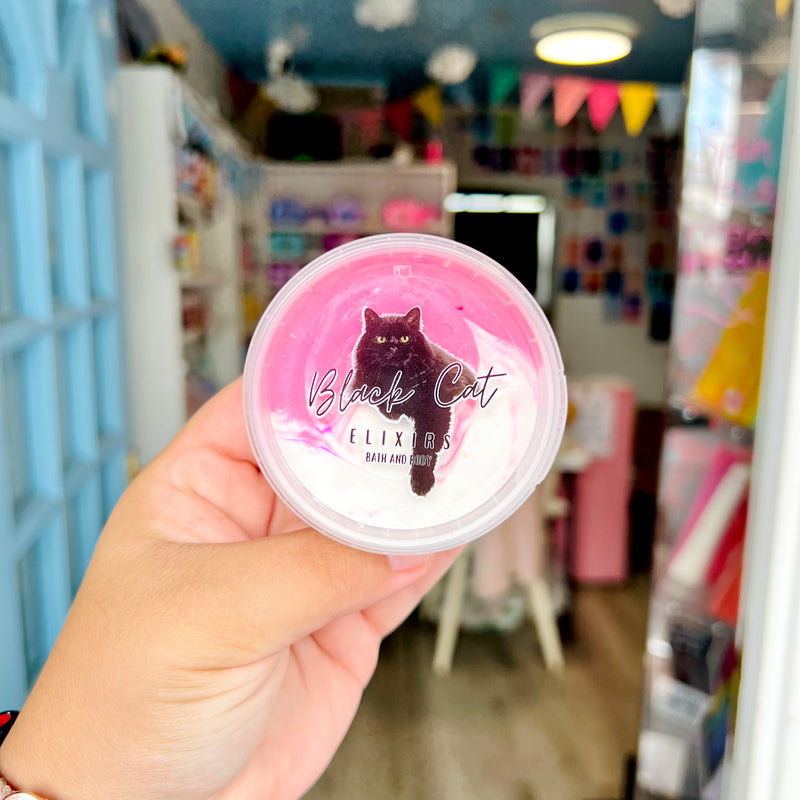 Black Cat
ELIXIRS
BATH AND BODY